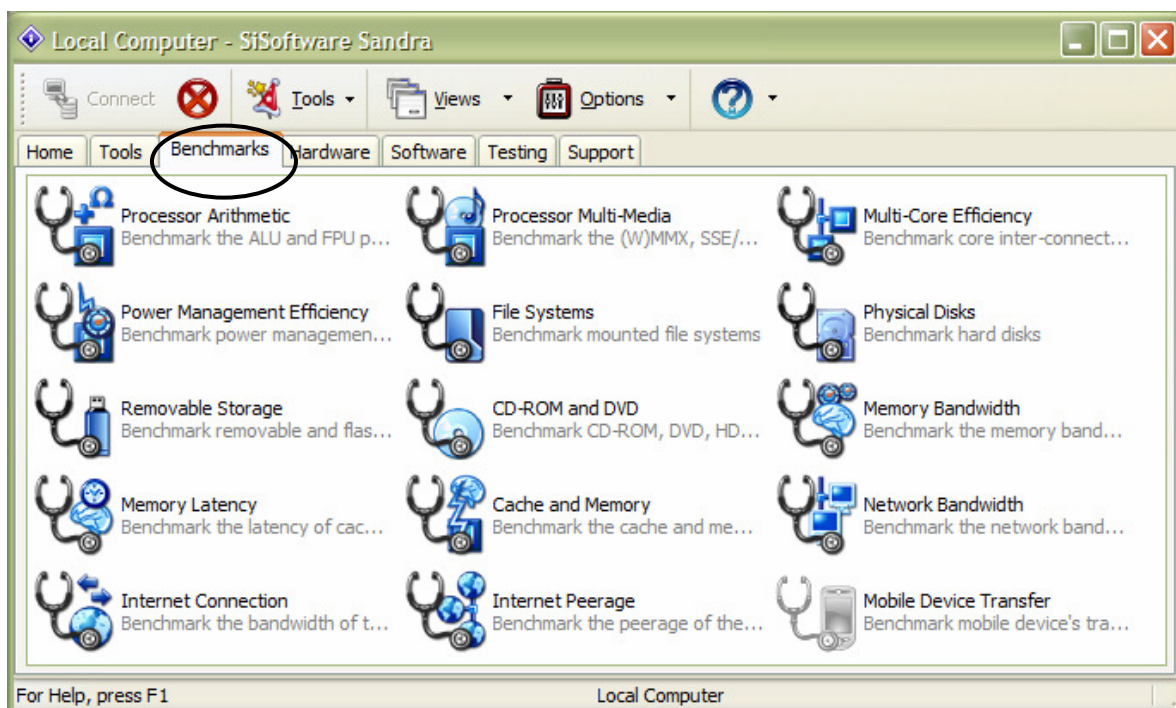 Local Computer - SiSoftware Sandra
Connect Tools Views Options
Home Tools Benchmarks Hardware Software Testing Support
Processor Arithmetic
Benchmark the ALU and FPU p...
Processor Multi-Media
Benchmark the (W)MMX, SSE/...
Multi-Core Efficiency
Benchmark core inter-connect...
Power Management Efficiency
Benchmark power managemen...
File Systems
Benchmark mounted file systems
Physical Disks
Benchmark hard disks
Removable Storage
Benchmark removable and flas...
CD-ROM and DVD
Benchmark CD-ROM, DVD, HD...
Memory Bandwidth
Benchmark the memory band...
Memory Latency
Benchmark the latency of cac...
Cache and Memory
Benchmark the cache and me...
Network Bandwidth
Benchmark the network band...
Internet Connection
Benchmark the bandwidth of t...
Internet Peerage
Benchmark the peerage of the...
Mobile Device Transfer
Benchmark mobile device's tra...
For Help, press F1
Local Computer